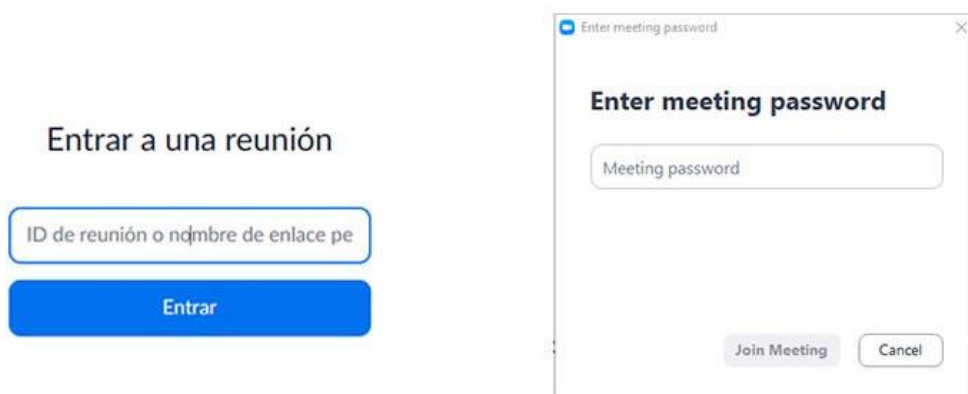 Entrar a una reunión
ID de reunión o nombre de enlace pe
Entrar
Enter meeting password
Enter meeting password
Meeting password
Join Meeting
Cancel